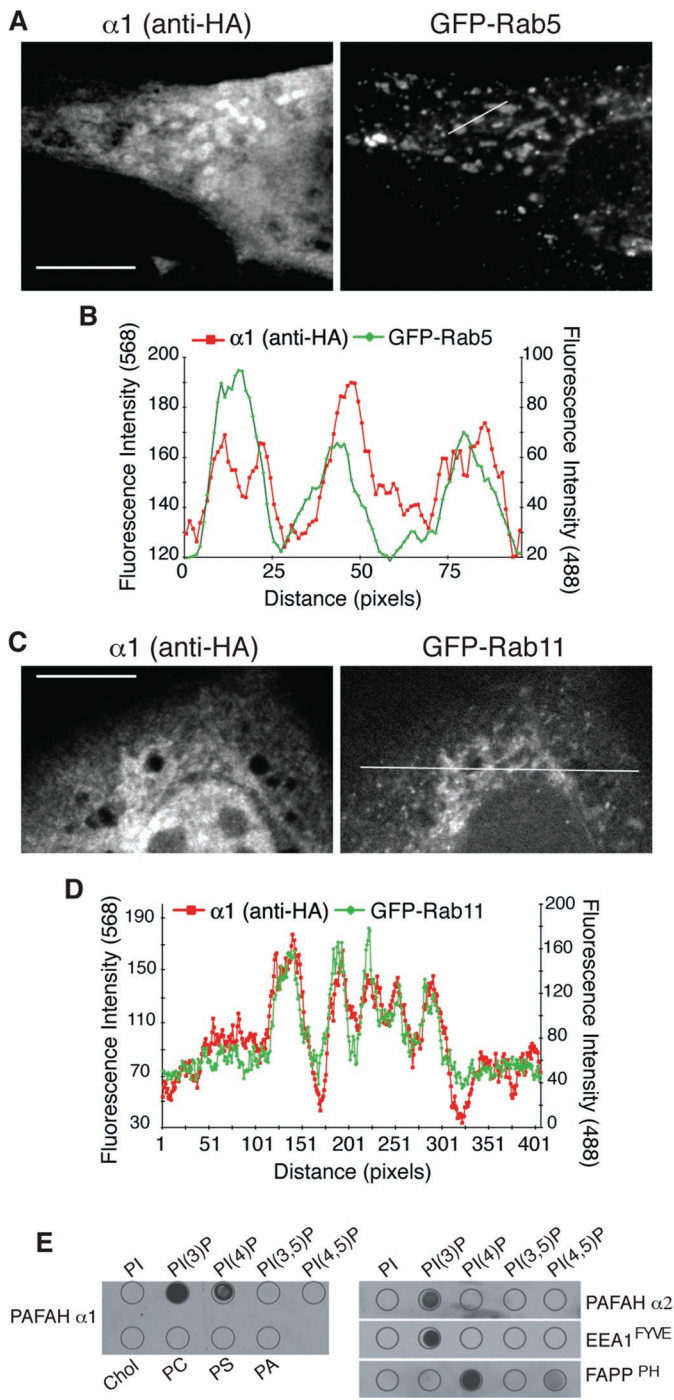 A
α1 (anti-HA)
GFP-Rab5
B
α1 (anti-HA) GFP-Rab5
Fluorescence Intensity (568)
200
180
160
140
120
Fluorescence Intensity (488)
100
80
60
40
20
0 25 50 75
Distance (pixels)
C
α1 (anti-HA)
GFP-Rab11
D
α1 (anti-HA) GFP-Rab11
Fluorescence Intensity (568)
190
150
110
70
30
Fluorescence Intensity (488)
200
160
120
80
40
0
1 51 101 151 201 251 301 351 401
Distance (pixels)
E
PI PI(3)P PI(4)P PI(3,5)P PI(4,5)P
PAFAH α1
Chol PC PS PA
PI PI(3)P PI(4)P PI(3,5)P PI(4,5)P
PAFAH α2
EEA1 FYVE
FAPP PH